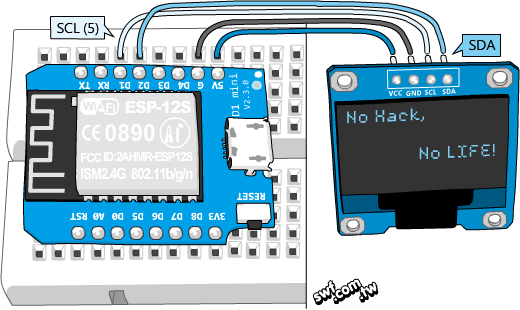 SCL (5)
SDA
TX RX D1 D2 D3 D4 G 5V
D1 mini
V2.3.0
WiFi ESP-12S
CE 0890 Ai
FCC ID:2AHMR-ESP12S
ISM2.4G 802.11b/g/n
RESET
RST A0 D0 D5 D6 D7 D8 3V3
VCC GND SCL SDA
No Hack,
No LIFE!
swf.com.tw